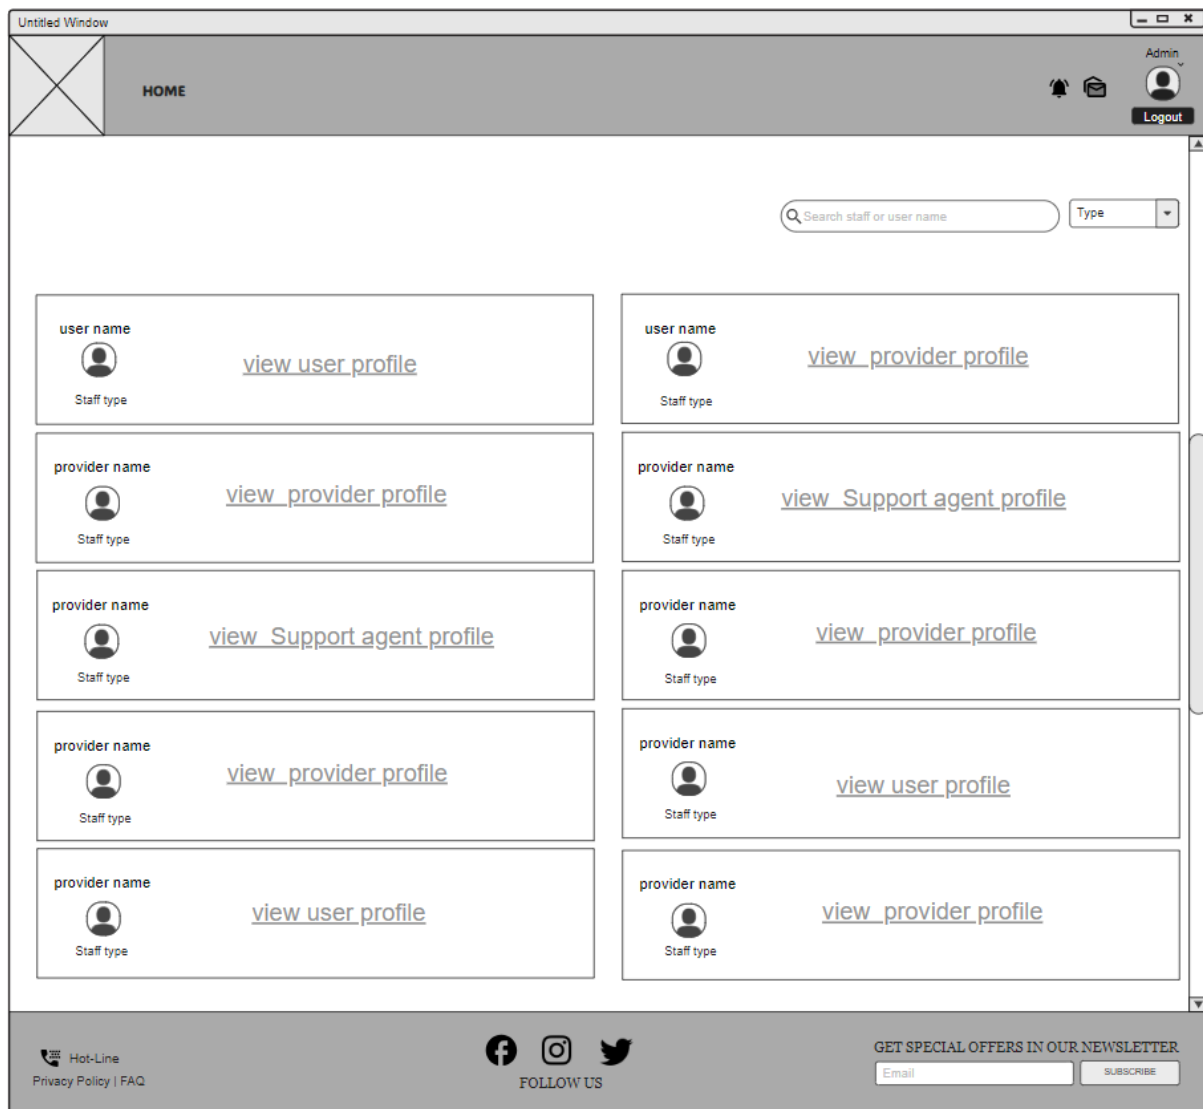 Untitled Window
Admin
HOME
Logout
Search staff or user name
Type
user name
view user profile
Staff type
user name
view  provider profile
Staff type
provider name
view  provider profile
Staff type
provider name
view  Support agent profile
Staff type
provider name
view  Support agent profile
Staff type
provider name
view  provider profile
Staff type
provider name
view  provider profile
Staff type
provider name
view user profile
Staff type
provider name
view user profile
Staff type
provider name
view  provider profile
Staff type
Hot-Line
Privacy Policy | FAQ
FOLLOW US
GET SPECIAL OFFERS IN OUR NEWSLETTER
Email
SUBSCRIBE